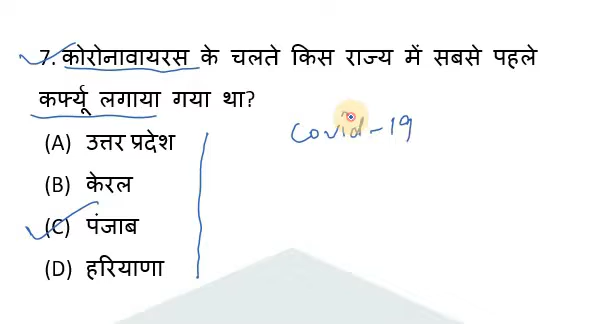 7. कोरोनावायरस के चलते किस राज्य में सबसे पहले
कर्फ्यू लगाया गया था?
(A) उत्तर प्रदेश
Covid-19
(B) केरल
(C) पंजाब
(D) हरियाणा